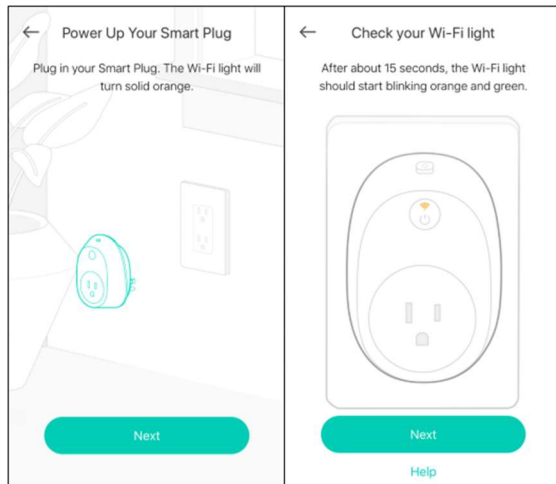 Power Up Your Smart Plug
Plug in your Smart Plug. The Wi-Fi light will
turn solid orange.
Next
Check your Wi-Fi light
After about 15 seconds, the Wi-Fi light
should start blinking orange and green.
Next
Help